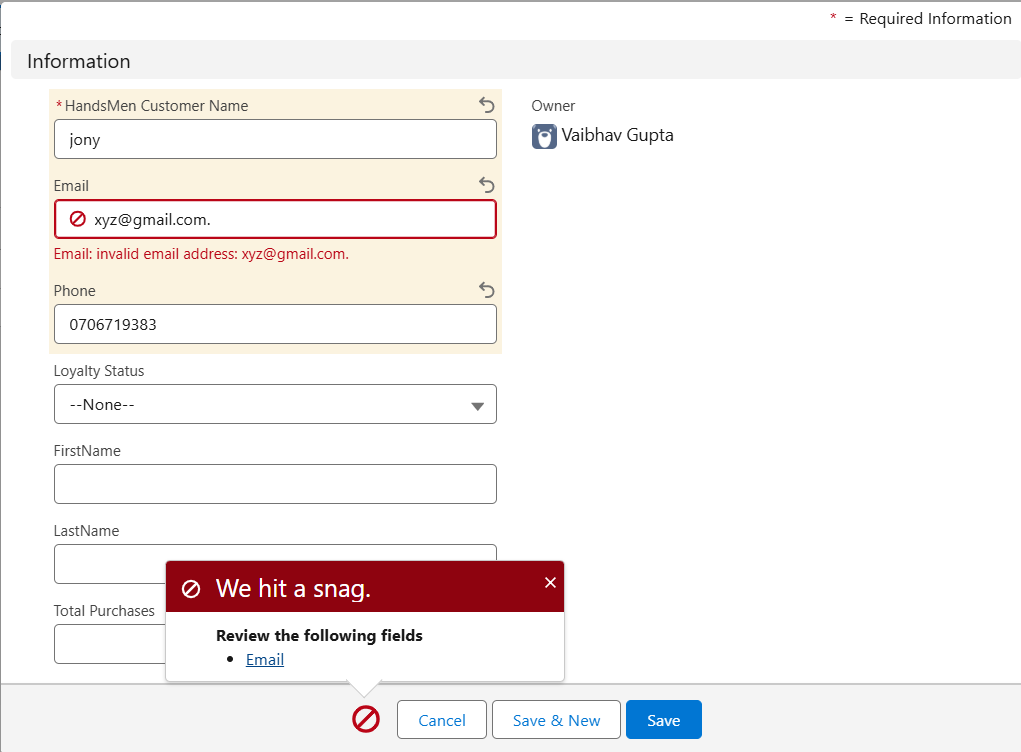 * = Required Information
Information
*HandsMen Customer Name
jony
Owner
Vaibhav Gupta
Email
xyz@gmail.com.
Email: invalid email address: xyz@gmail.com.
Phone
0706719383
Loyalty Status
--None--
FirstName
LastName
Total Purchases
We hit a snag.
Review the following fields
• Email
Cancel
Save & New
Save